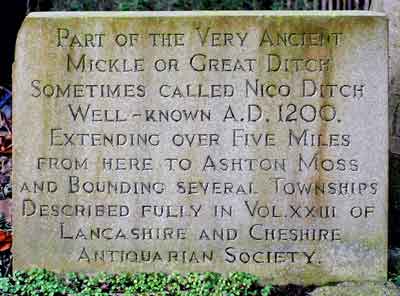 Part of the Very Ancient
Mickle or Great Ditch
Sometimes called Nico Ditch
Well-known A.D. 1200.
Extending over Five Miles
from here to Ashton Moss
and Bounding several Townships
Described fully in Vol. xxiii of
Lancashire and Cheshire
Antiquarian Society.